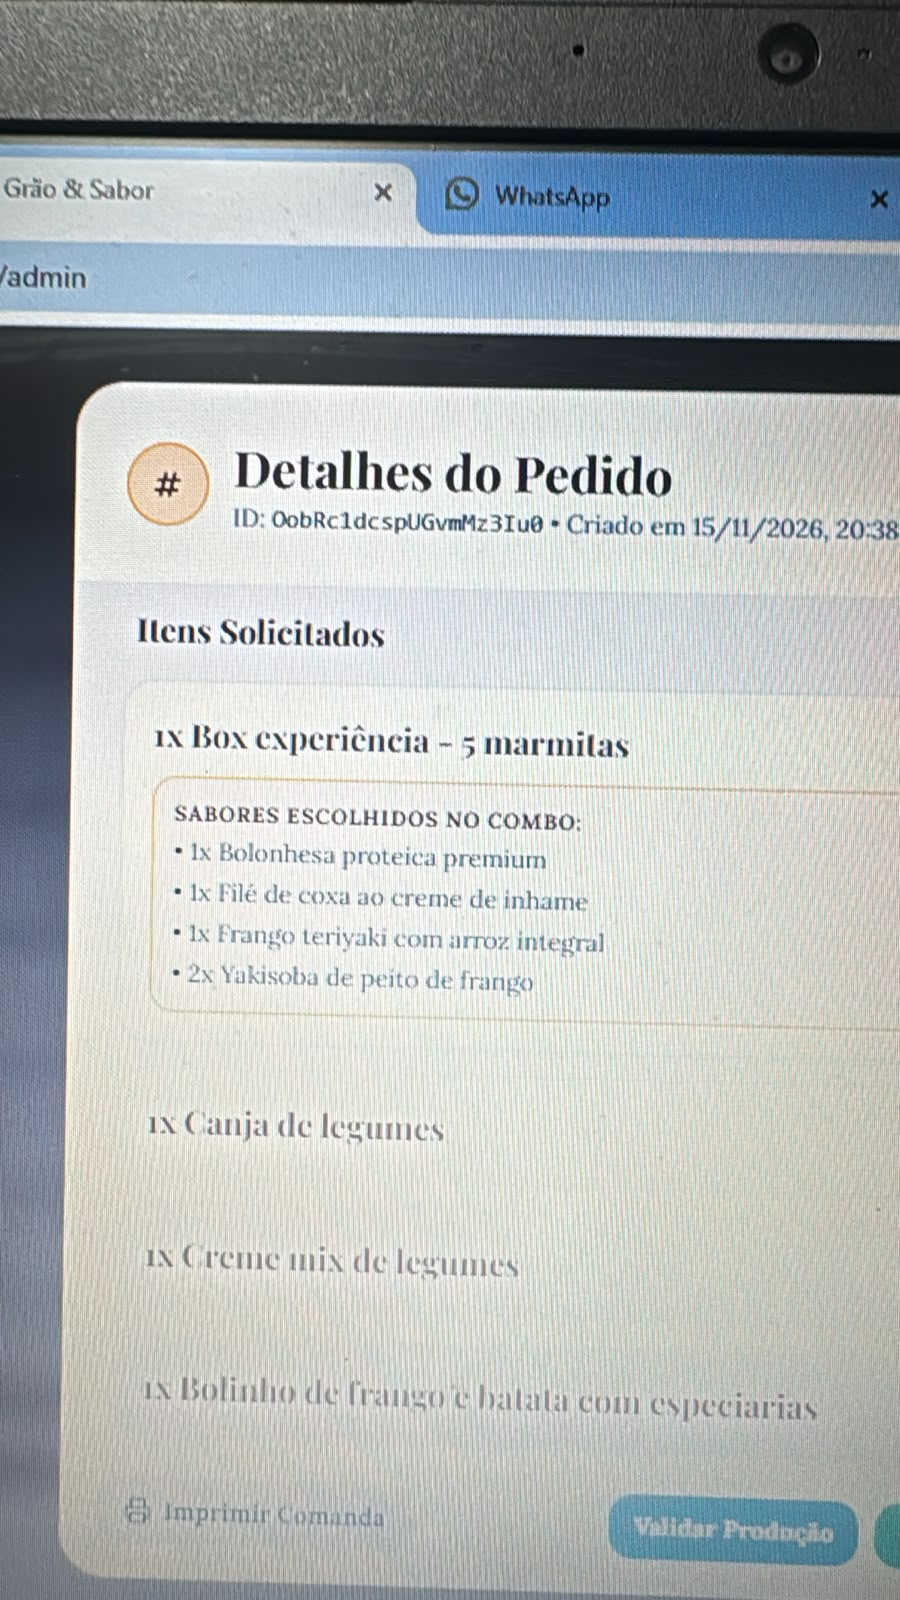 Grão & Sabor
WhatsApp
/admin
#
Detalhes do Pedido
ID: OobRc1dcspUGvmMz3Iu0 • Criado em 15/11/2026, 20:38
Itens Solicitados
1x Box experiência - 5 marmitas
SABORES ESCOLHIDOS NO COMBO:
• 1x Bolonhesa proteica premium
• 1x Filé de coxa ao creme de inhame
• 1x Frango teriyaki com arroz integral
• 2x Yakisoba de peito de frango
1x Canja de legumes
1x Creme mix de legumes
1x Bolinho de frango e batata com especiarias
Imprimir Comanda
Validar Produção